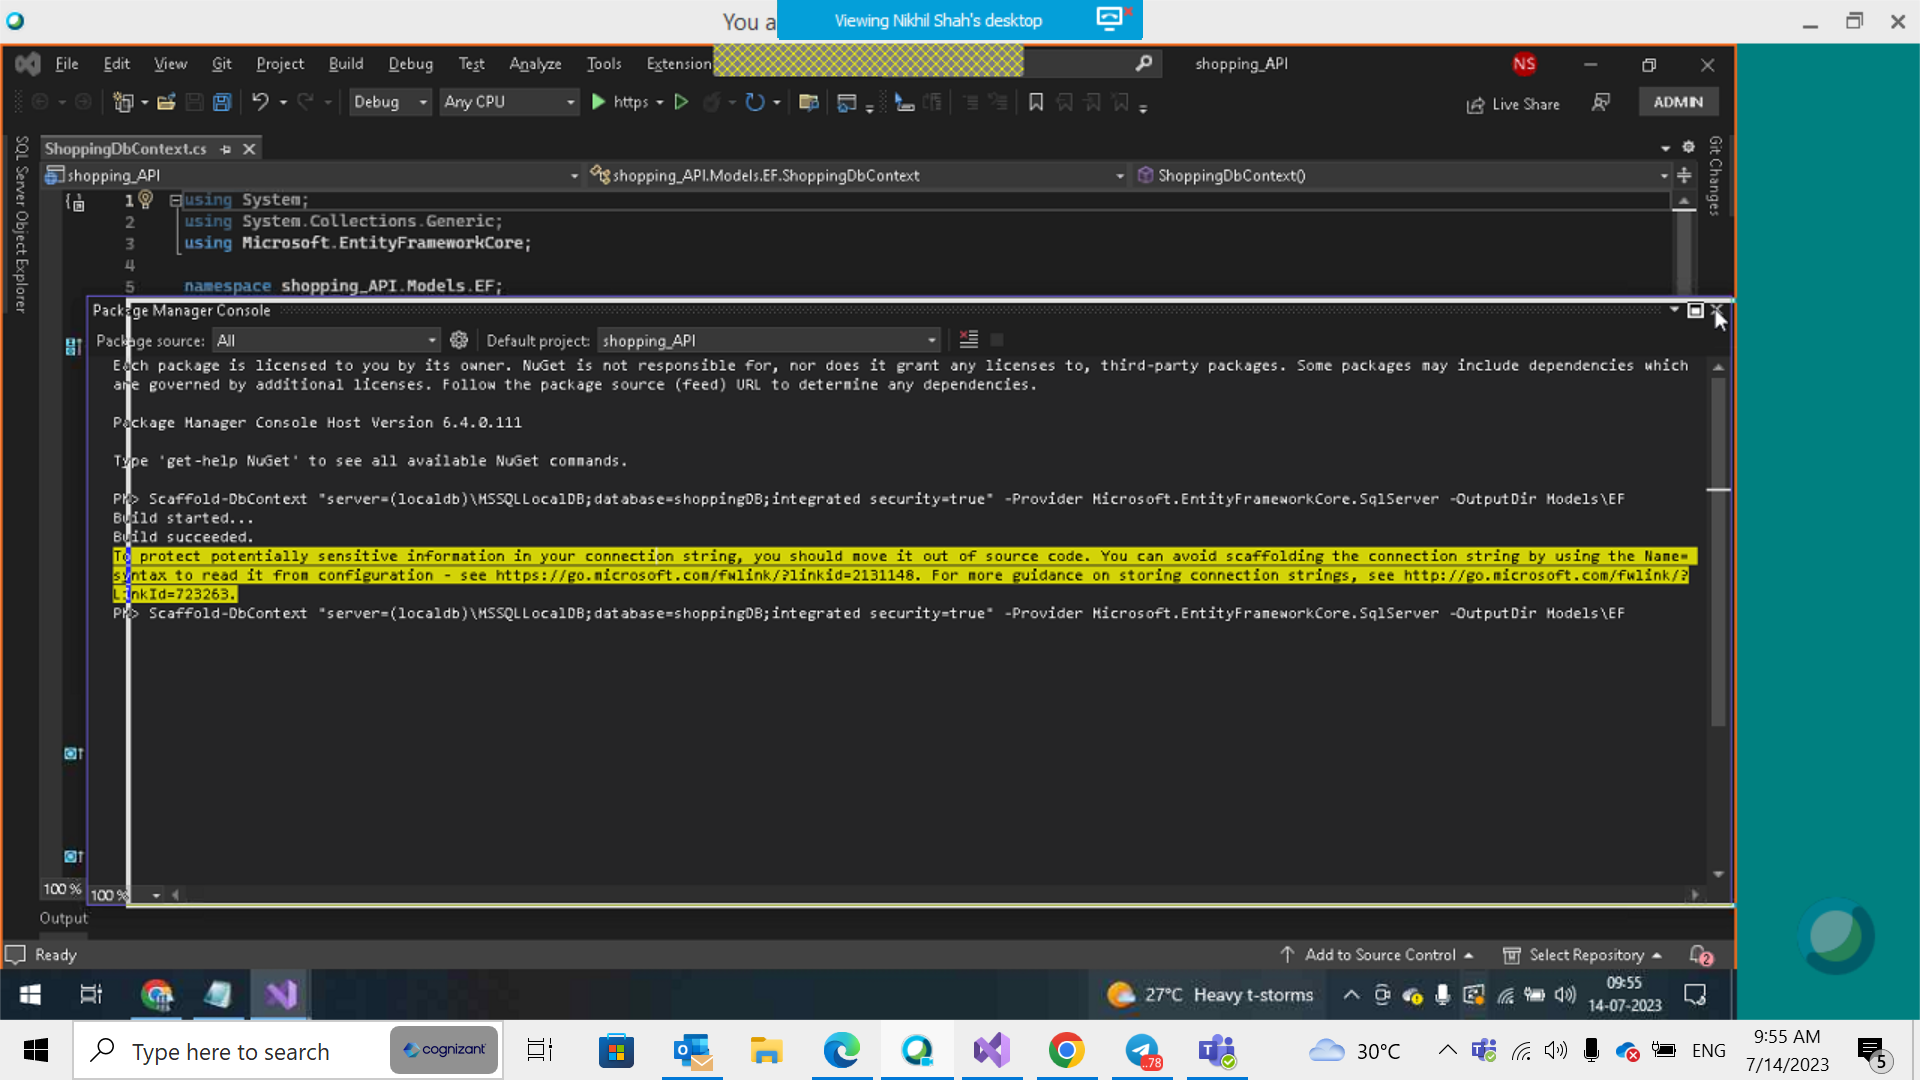 You a
Viewing Nikhil Shah's desktop
File Edit View Git Project Build Debug Test Analyze Tools Extension
shopping_API
NS
Debug Any CPU https
Live Share
ADMIN
SQL Server Object Explorer
ShoppingDbContext.cs
Git Changes
shopping_API
shopping_API.Models.EF.ShoppingDbContext
ShoppingDbContext()
1 using System;
2 using System.Collections.Generic;
3 using Microsoft.EntityFrameworkCore;
4
5 namespace shopping_API.Models.EF;
Package Manager Console
Package source: All Default project: shopping_API
Each package is licensed to you by its owner. NuGet is not responsible for, nor does it grant any licenses to, third-party packages. Some packages may include dependencies which
are governed by additional licenses. Follow the package source (feed) URL to determine any dependencies.
Package Manager Console Host Version 6.4.0.111
Type 'get-help NuGet' to see all available NuGet commands.
PM> Scaffold-DbContext "server=(localdb)\MSSQLLocalDB;database=shoppingDB;integrated security=true" -Provider Microsoft.EntityFrameworkCore.SqlServer -OutputDir Models\EF
Build started...
Build succeeded.
To protect potentially sensitive information in your connection string, you should move it out of source code. You can avoid scaffolding the connection string by using the Name=
syntax to read it from configuration - see https://go.microsoft.com/fwlink/?linkid=2131148. For more guidance on storing connection strings, see http://go.microsoft.com/fwlink/?
LinkId=723263.
PM> Scaffold-DbContext "server=(localdb)\MSSQLLocalDB;database=shoppingDB;integrated security=true" -Provider Microsoft.EntityFrameworkCore.SqlServer -OutputDir Models\EF
100 % 100 %
Output
Ready
Add to Source Control
Select Repository
2
27°C Heavy t-storms
09:55
14-07-2023
Type here to search
cognizant
..78
30°C
ENG
9:55 AM
7/14/2023
5